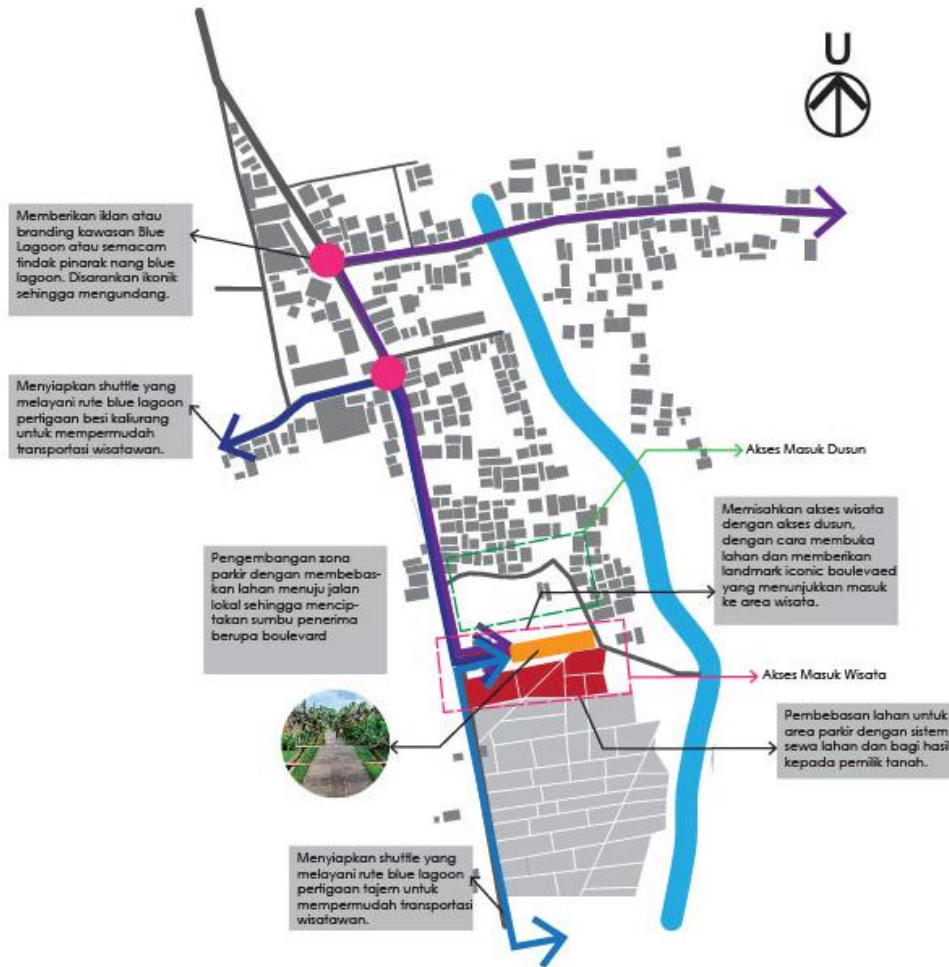 U
Memberikan iklan atau
branding kawasan Blue
Lagoon atau semacam
tindak pinarak nang blue
lagoon. Disarankan ikonik
sehingga mengundang.
Menyiapkan shuttle yang
melayani rute blue lagoon
pertigaan besi kaliurang
untuk mempermudah
transportasi wisatawan.
Akses Masuk Dusun
Memisahkan akses wisata
dengan akses dusun,
dengan cara membuka
lahan dan memberikan
landmark iconic boulevaed
yang menunjukkan masuk
ke area wisata.
Pengembangan zona
parkir dengan membebas-
kan lahan menuju jalan
lokal sehingga mencip-
takan sumbu penerima
berupa boulevard
Akses Masuk Wisata
Pembebasan lahan untuk
area parkir dengan sistem
sewa lahan dan bagi hasil
kepada pemilik tanah.
Menyiapkan shuttle yang
melayani rute blue lagoon
pertigaan tajem untuk
mempermudah transportasi
wisatawan.